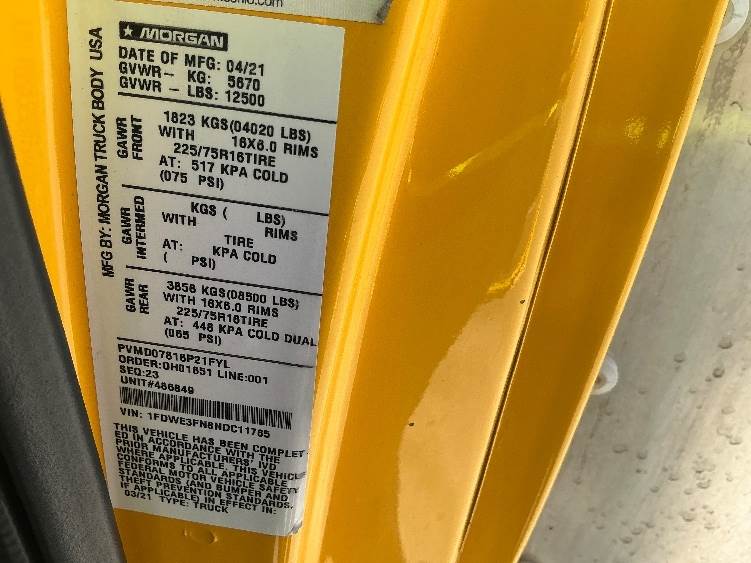 MORGAN
MFG BY: MORGAN TRUCK BODY USA
DATE OF MFG: 04/21
GVWR- KG: 5670
GVWR - LBS: 12500
GAWR FRONT
1823 KGS(04020 LBS)
WITH 16X6.0 RIMS
225/75R16TIRE
AT: 517 KPA COLD
(075 PSI)
GAWR INTERMED
KGS ( LBS)
WITH RIMS
TIRE
AT: KPA COLD
( PSI)
GAWR REAR
3856 KGS(08500 LBS)
WITH 16X6.0 RIMS
225/75R16TIRE
AT: 448 KPA COLD DUAL
(065 PSI)
PVMD07816P21FYL
ORDER:OH01651 LINE:001
SEQ:23
UNIT#486849
VIN: 1FDWE3FN8NDC11765
THIS VEHICLE HAS BEEN COMPLET-
ED IN ACCORDANCE WITH THE
PRIOR MANUFACTURERS' IVD
WHERE APPLICABLE. THIS VEHICLE
CONFORMS TO ALL APPLICABLE
FEDERAL MOTOR VEHICLE SAFETY
STANDARDS (AND BUMPER AND
THEFT PREVENTION STANDARDS,
IF APPLICABLE) IN EFFECT IN:
03/21 TYPE: TRUCK